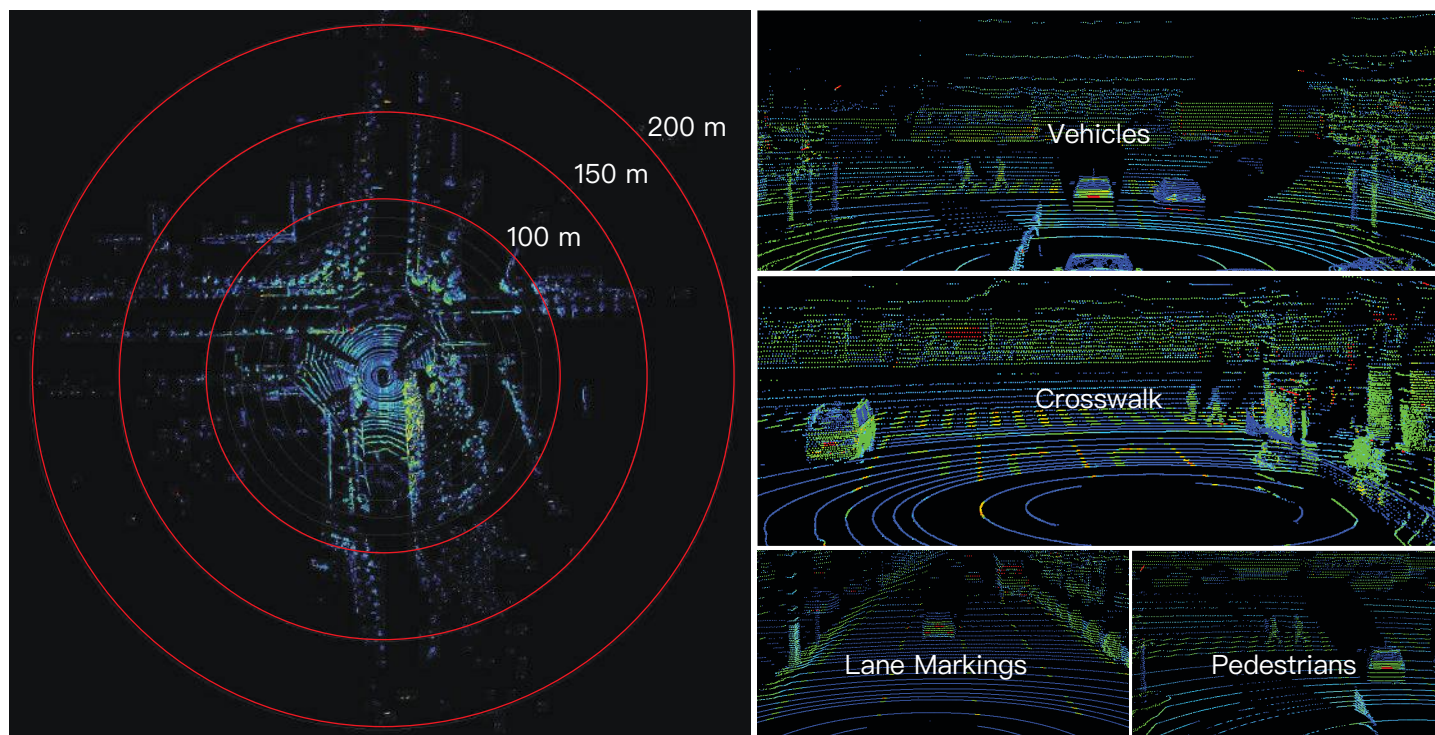 200 m
150 m
100 m
Vehicles
Crosswalk
Lane Markings
Pedestrians